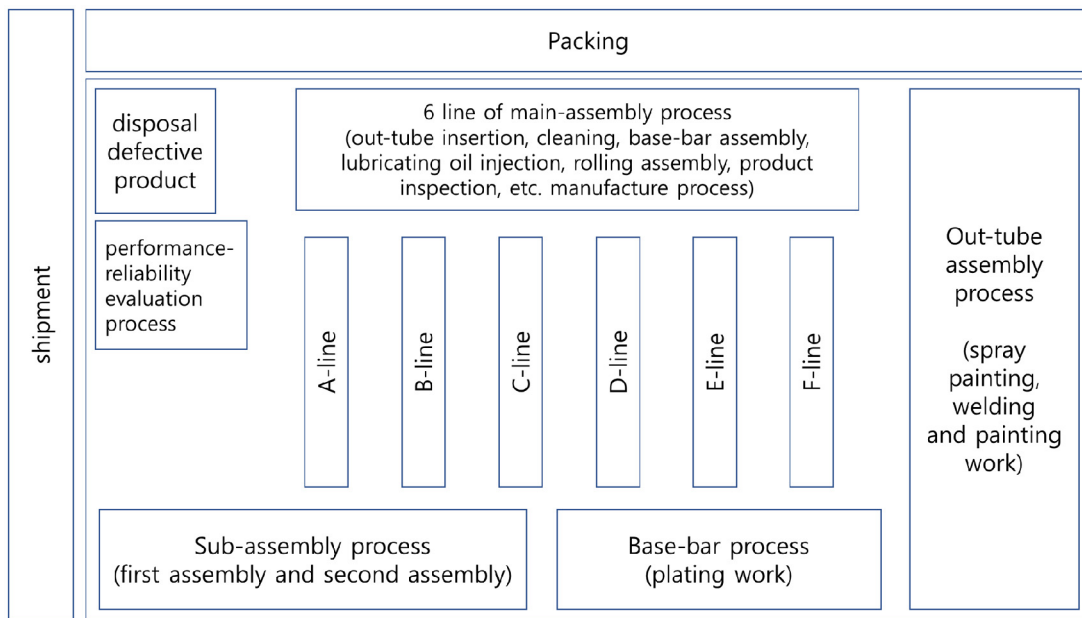 Packing
shipment
disposal
defective
product
6 line of main-assembly process
(out-tube insertion, cleaning, base-bar assembly,
lubricating oil injection, rolling assembly, product
inspection, etc. manufacture process)
performance-
reliability
evaluation
process
A-line
B-line
C-line
D-line
E-line
F-line
Out-tube
assembly
process
(spray
painting,
welding
and painting
work)
Sub-assembly process
(first assembly and second assembly)
Base-bar process
(plating work)